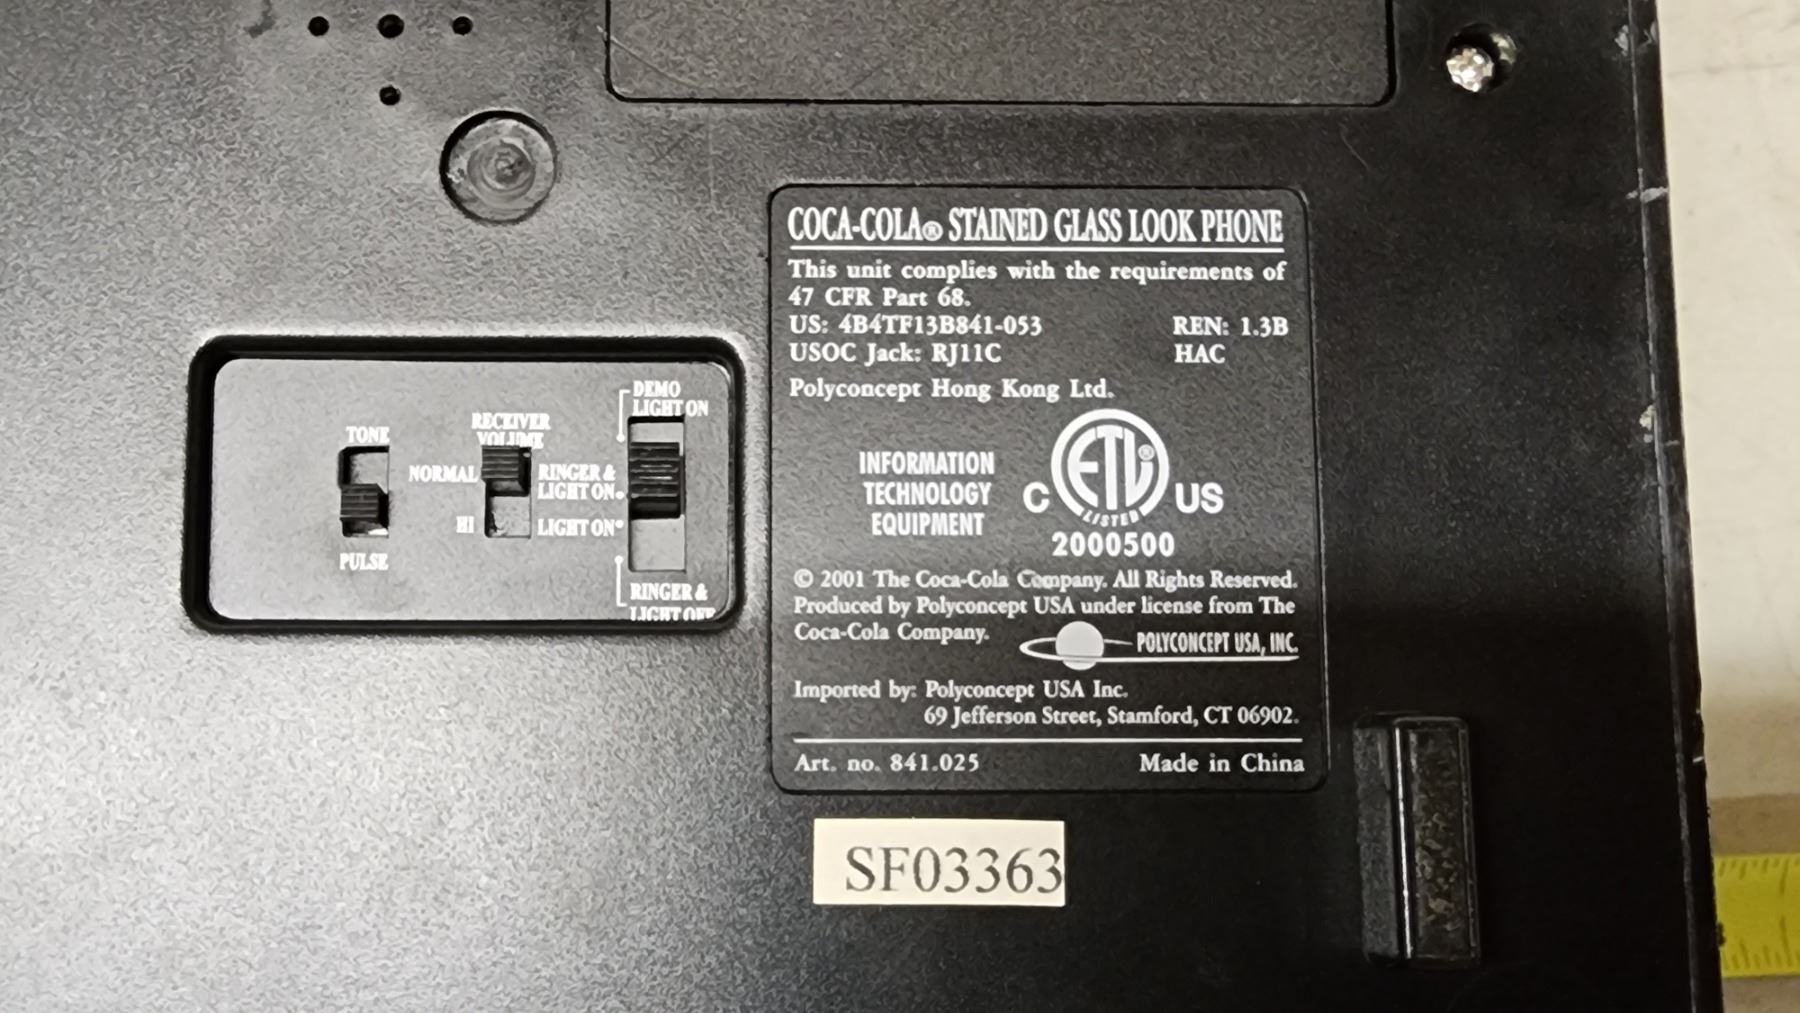 TONE
PULSE
RECEIVER
VOLUME
NORMAL
HI
DEMO
LIGHT ON
RINGER &
LIGHT ON
LIGHT ON
RINGER &
LIGHT OFF
COCA-COLA® STAINED GLASS LOOK PHONE
This unit complies with the requirements of
47 CFR Part 68.
US: 4B4TF13B841-053 REN: 1.3B
USOC Jack: RJ11C HAC
Polyconcept Hong Kong Ltd.
INFORMATION
TECHNOLOGY
EQUIPMENT
C ETL® US
LISTED
2000500
© 2001 The Coca-Cola Company. All Rights Reserved.
Produced by Polyconcept USA under license from The
Coca-Cola Company.
POLYCONCEPT USA, INC.
Imported by: Polyconcept USA Inc.
69 Jefferson Street, Stamford, CT 06902.
Art. no. 841.025 Made in China
SF03363